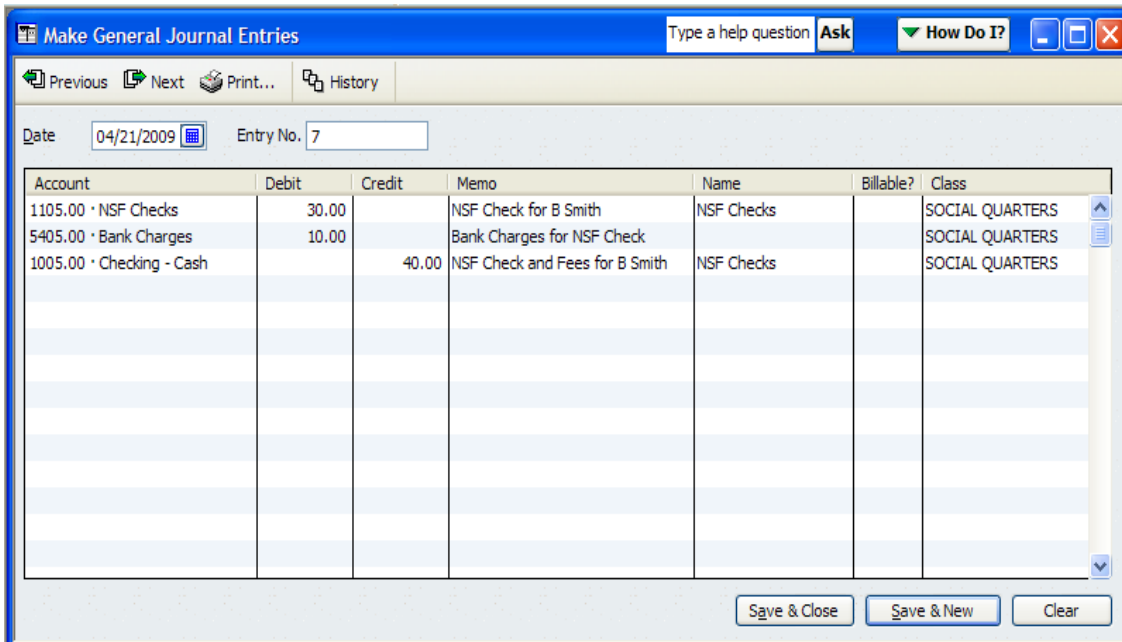 Make General Journal Entries Type a help question Ask How Do I?
Previous Next Print... History
Date 04/21/2009 Entry No. 7
Account Debit Credit Memo Name Billable? Class
1105.00 · NSF Checks 30.00 NSF Check for B Smith NSF Checks SOCIAL QUARTERS
5405.00 · Bank Charges 10.00 Bank Charges for NSF Check SOCIAL QUARTERS
1005.00 · Checking - Cash 40.00 NSF Check and Fees for B Smith NSF Checks SOCIAL QUARTERS
Save & Close Save & New Clear